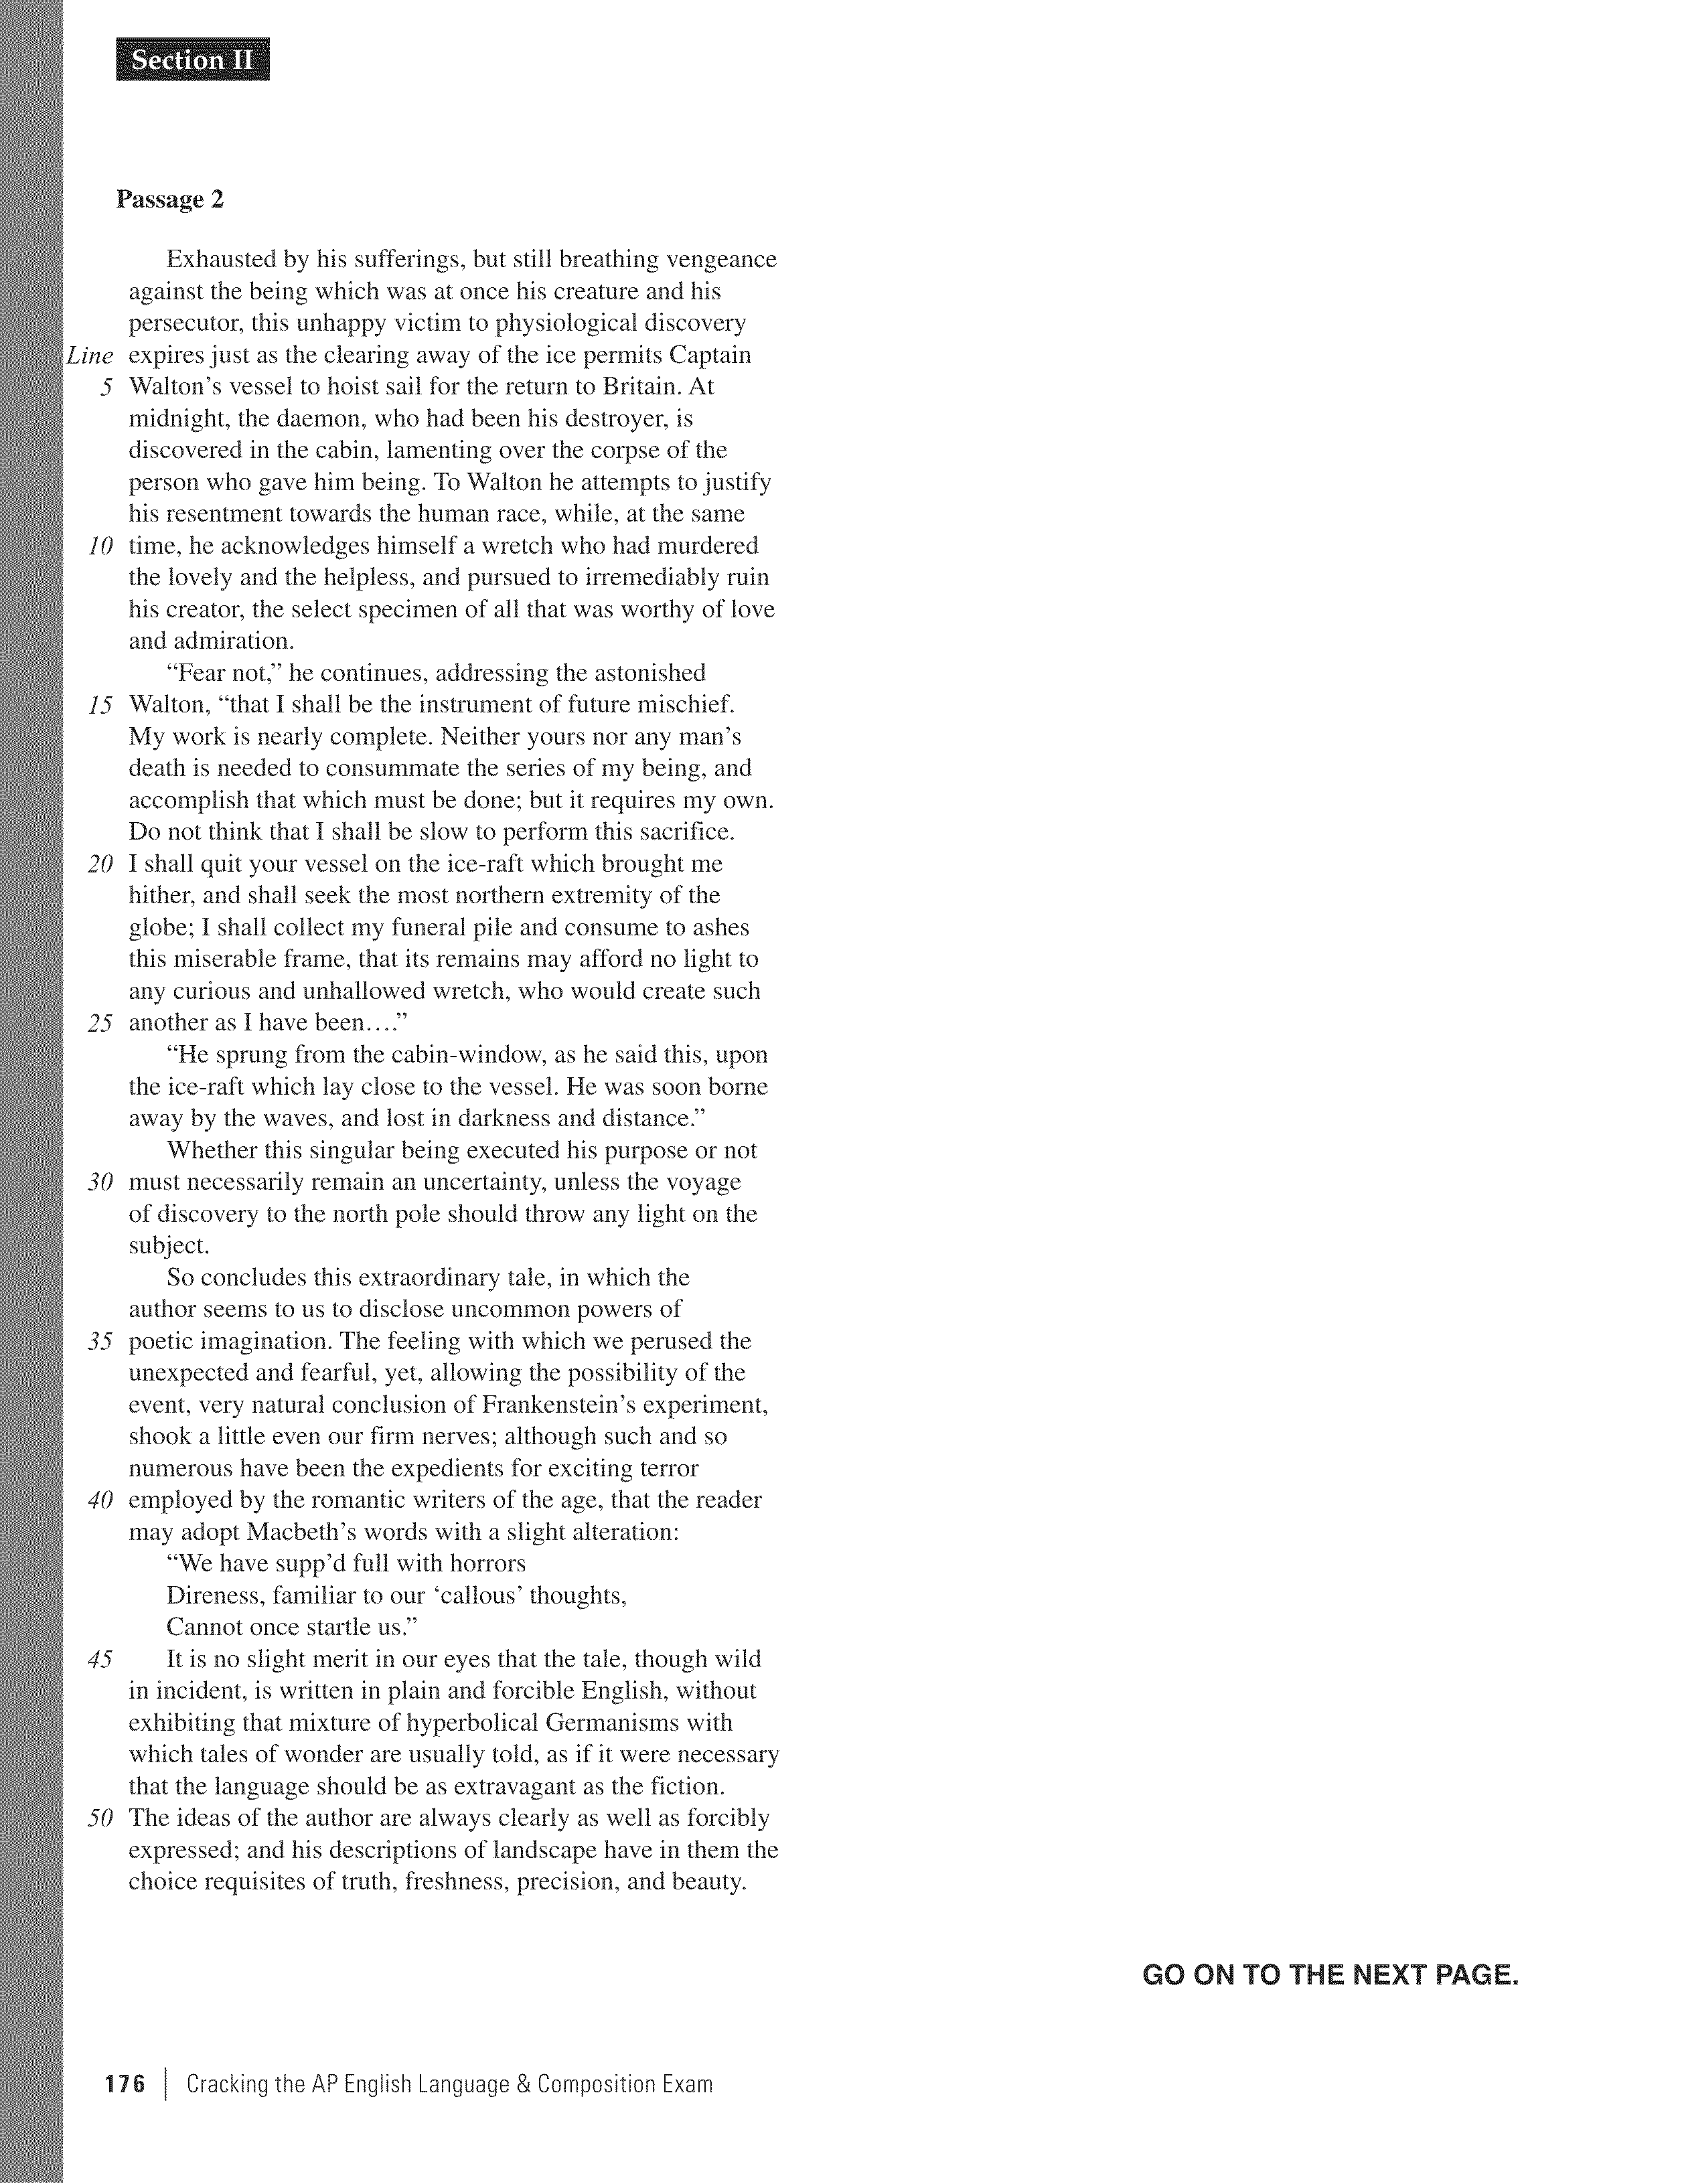 Section II
Passage 2
Exhausted by his sufferings, but still breathing vengeance
against the being which was at once his creature and his
persecutor, this unhappy victim to physiological discovery
Line expires just as the clearing away of the ice permits Captain
5 Walton's vessel to hoist sail for the return to Britain. At
midnight, the daemon, who had been his destroyer, is
discovered in the cabin, lamenting over the corpse of the
person who gave him being. To Walton he attempts to justify
his resentment towards the human race, while, at the same
10 time, he acknowledges himself a wretch who had murdered
the lovely and the helpless, and pursued to irremediably ruin
his creator, the select specimen of all that was worthy of love
and admiration.
“Fear not,” he continues, addressing the astonished
15 Walton, “that I shall be the instrument of future mischief.
My work is nearly complete. Neither yours nor any man's
death is needed to consummate the series of my being, and
accomplish that which must be done; but it requires my own.
Do not think that I shall be slow to perform this sacrifice.
20 I shall quit your vessel on the ice-raft which brought me
hither, and shall seek the most northern extremity of the
globe; I shall collect my funeral pile and consume to ashes
this miserable frame, that its remains may afford no light to
any curious and unhallowed wretch, who would create such
25 another as I have been....”
“He sprung from the cabin-window, as he said this, upon
the ice-raft which lay close to the vessel. He was soon borne
away by the waves, and lost in darkness and distance.”
Whether this singular being executed his purpose or not
30 must necessarily remain an uncertainty, unless the voyage
of discovery to the north pole should throw any light on the
subject.
So concludes this extraordinary tale, in which the
author seems to us to disclose uncommon powers of
35 poetic imagination. The feeling with which we perused the
unexpected and fearful, yet, allowing the possibility of the
event, very natural conclusion of Frankenstein's experiment,
shook a little even our firm nerves; although such and so
numerous have been the expedients for exciting terror
40 employed by the romantic writers of the age, that the reader
may adopt Macbeth's words with a slight alteration:
“We have supp'd full with horrors
Direness, familiar to our ‘callous’ thoughts,
Cannot once startle us.”
45 It is no slight merit in our eyes that the tale, though wild
in incident, is written in plain and forcible English, without
exhibiting that mixture of hyperbolical Germanisms with
which tales of wonder are usually told, as if it were necessary
that the language should be as extravagant as the fiction.
50 The ideas of the author are always clearly as well as forcibly
expressed; and his descriptions of landscape have in them the
choice requisites of truth, freshness, precision, and beauty.
GO ON TO THE NEXT PAGE.
176 | Cracking the AP English Language & Composition Exam